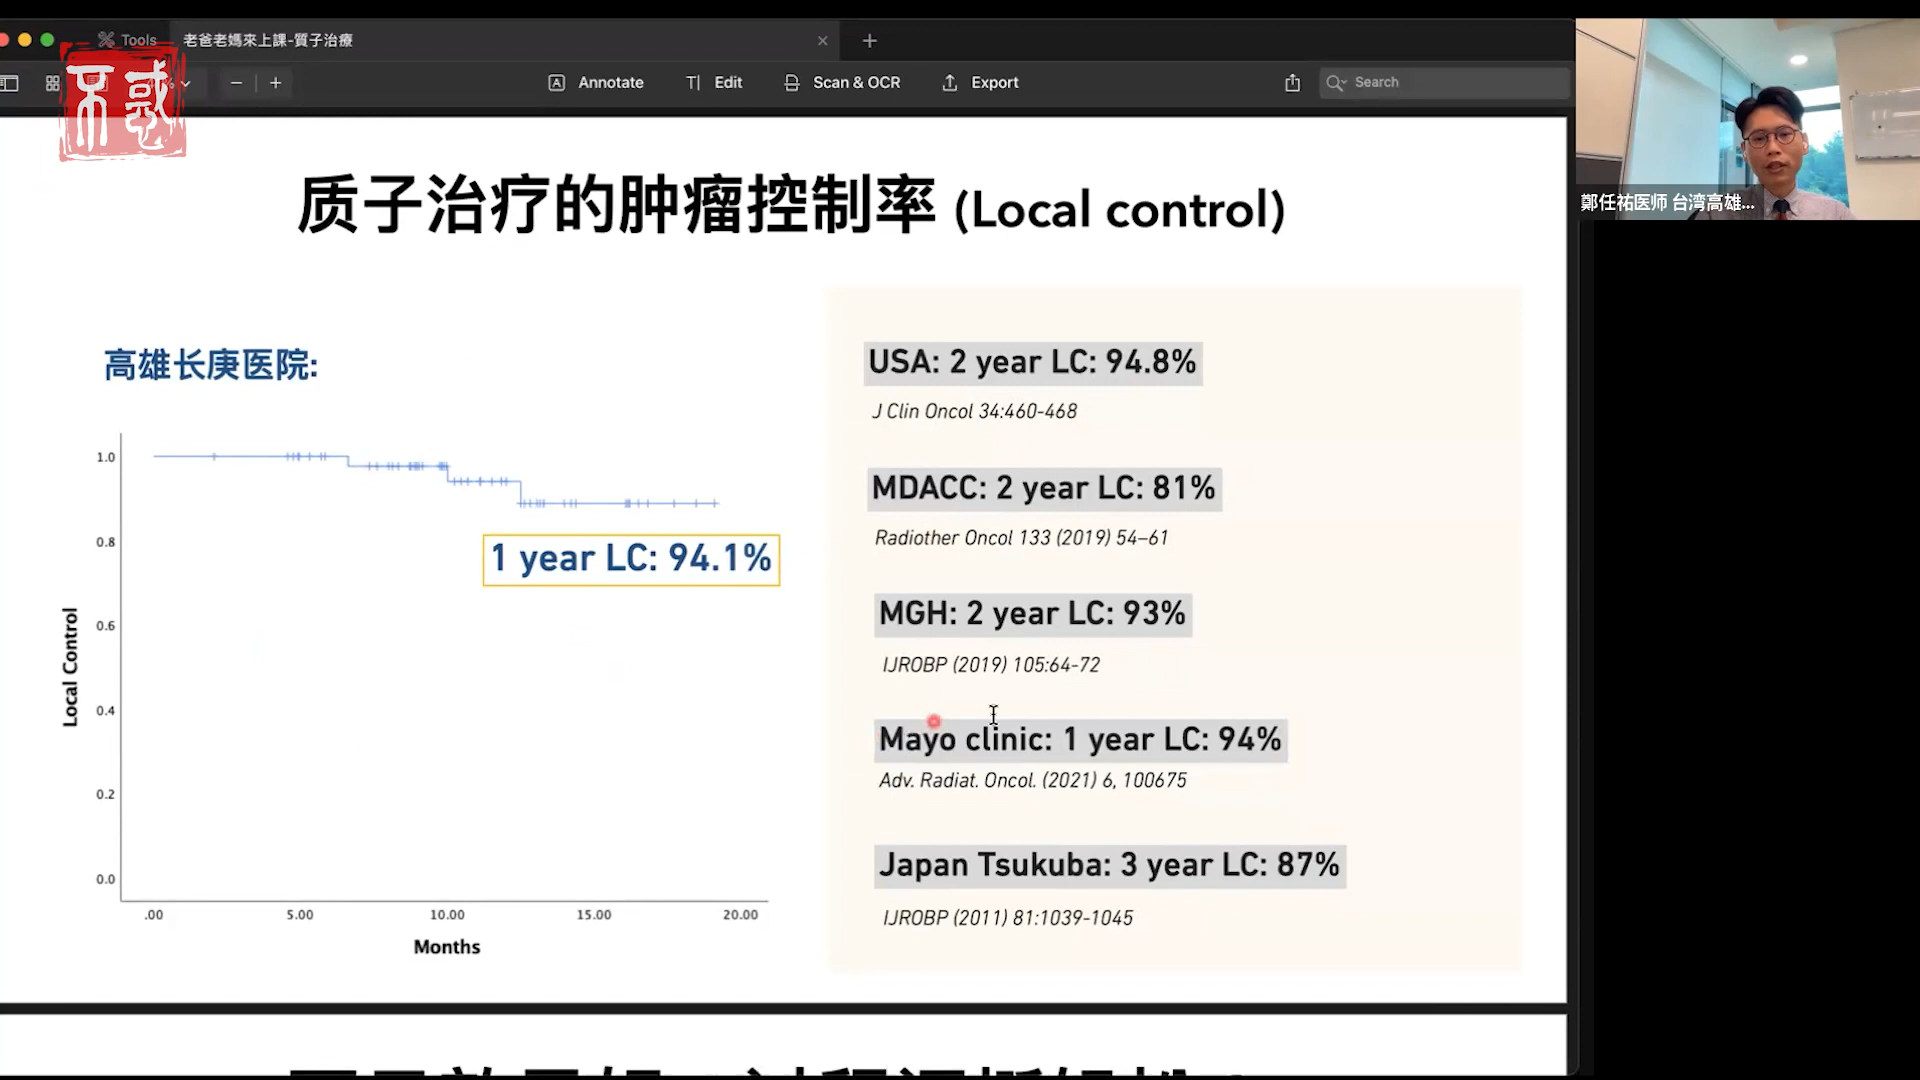 Tools
老爸老媽來上課-質子治療
不惑
Annotate
Edit
Scan & OCR
Export
Search
鄭任祐医师 台湾高雄...
质子治疗的肿瘤控制率 (Local control)
高雄长庚医院:
1.0
0.8
0.6
0.4
0.2
0.0
Local Control
.00 5.00 10.00 15.00 20.00
Months
1 year LC: 94.1%
USA: 2 year LC: 94.8%
J Clin Oncol 34:460-468
MDACC: 2 year LC: 81%
Radiother Oncol 133 (2019) 54–61
MGH: 2 year LC: 93%
IJROBP (2019) 105:64-72
Mayo clinic: 1 year LC: 94%
Adv. Radiat. Oncol. (2021) 6, 100675
Japan Tsukuba: 3 year LC: 87%
IJROBP (2011) 81:1039-1045